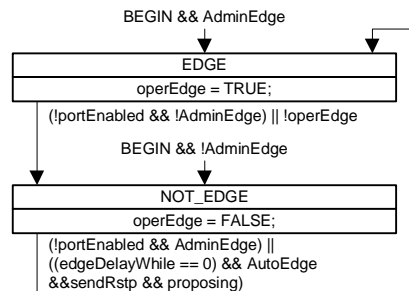 BEGIN && AdminEdge
EDGE
operEdge = TRUE;
(!portEnabled && !AdminEdge) || !operEdge
BEGIN && !AdminEdge
NOT_EDGE
operEdge = FALSE;
(!portEnabled && AdminEdge) ||
((edgeDelayWhile == 0) && AutoEdge
&&sendRstp && proposing)